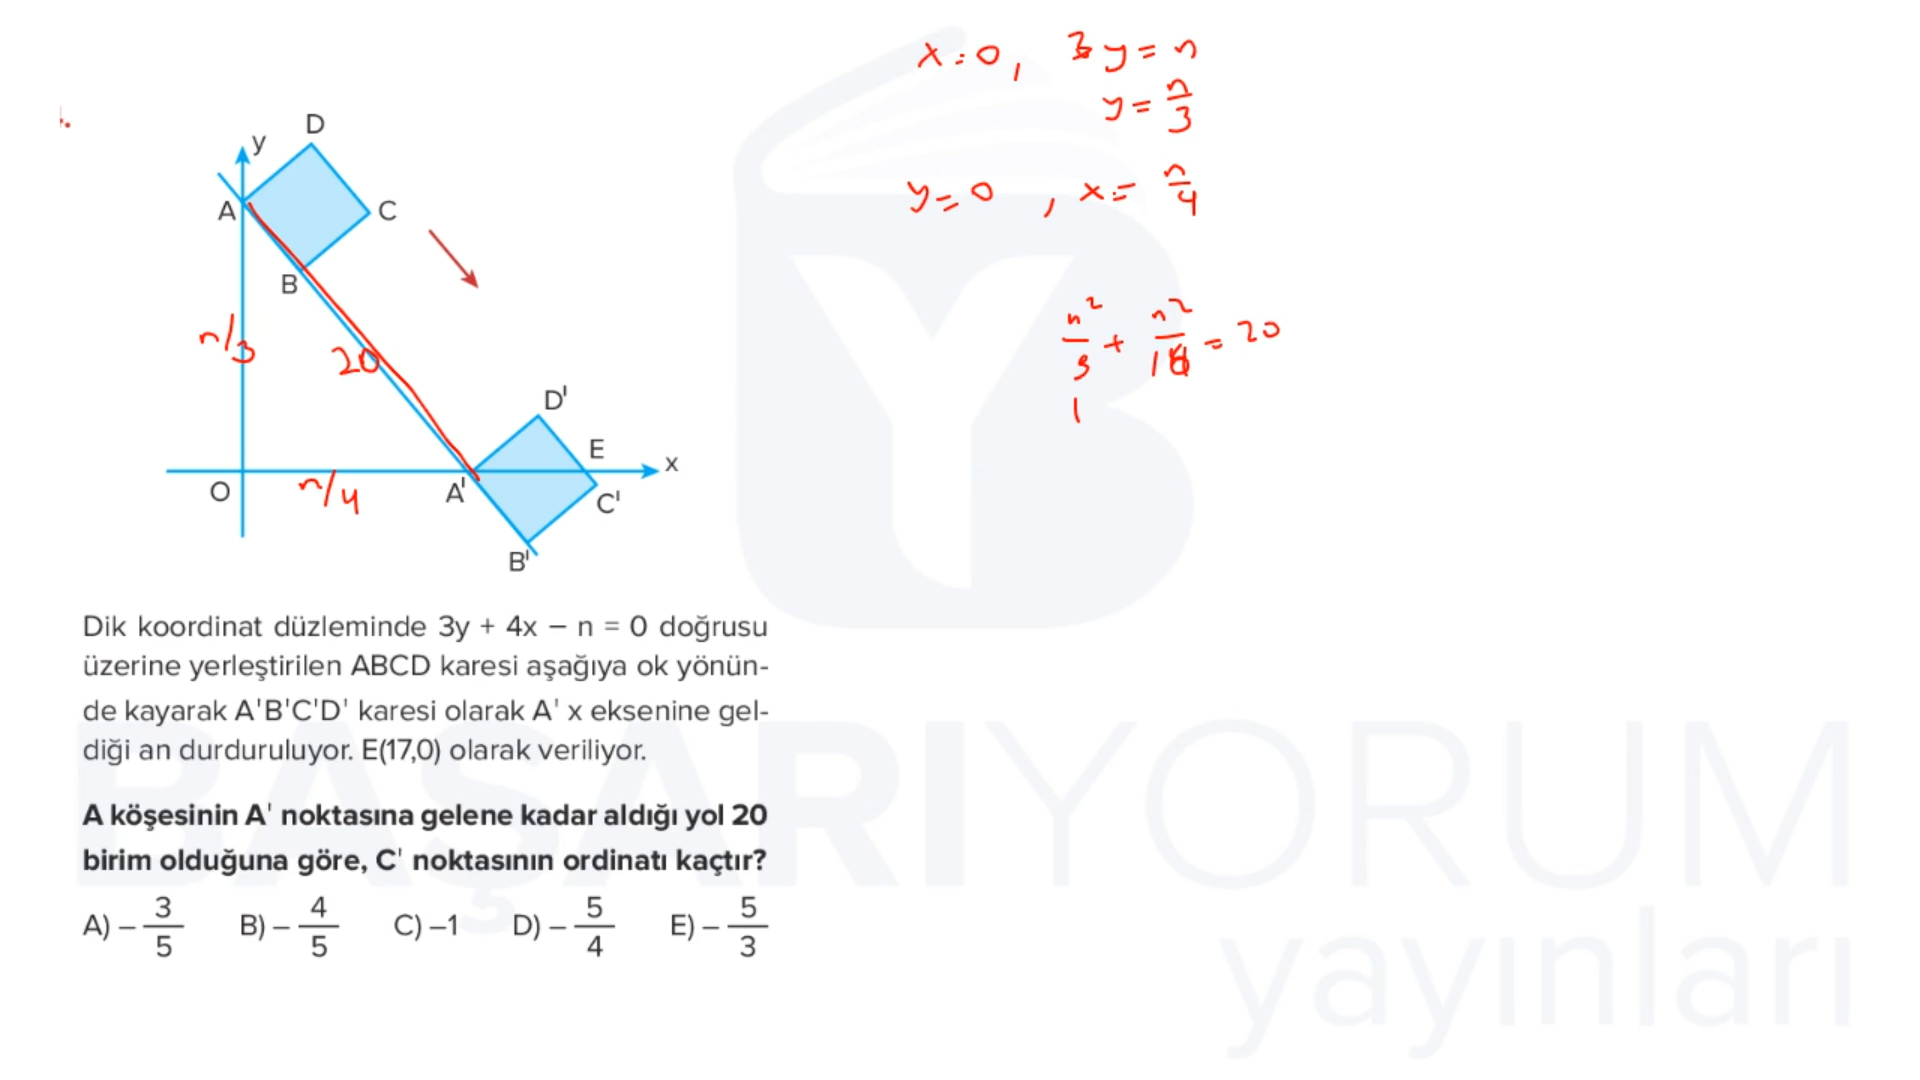 x=0, 3y=n
y=n/3
y=0, x=n/4
n²/3 + n²/16 = 20
1
D
y
A
C
B
n/3
20
D'
E
x
O
n/4
A'
C'
B'
Dik koordinat düzleminde 3y + 4x – n = 0 doğrusu
üzerine yerleştirilen ABCD karesi aşağıya ok yönün-
de kayarak A'B'C'D' karesi olarak A' x eksenine gel-
diği an durduruluyor. E(17,0) olarak veriliyor.
A köşesinin A' noktasına gelene kadar aldığı yol 20
birim olduğuna göre, C' noktasının ordinatı kaçtır?
A) –3/5 B) –4/5 C) –1 D) –5/4 E) –5/3
BAŞARIYORUM
yayınları